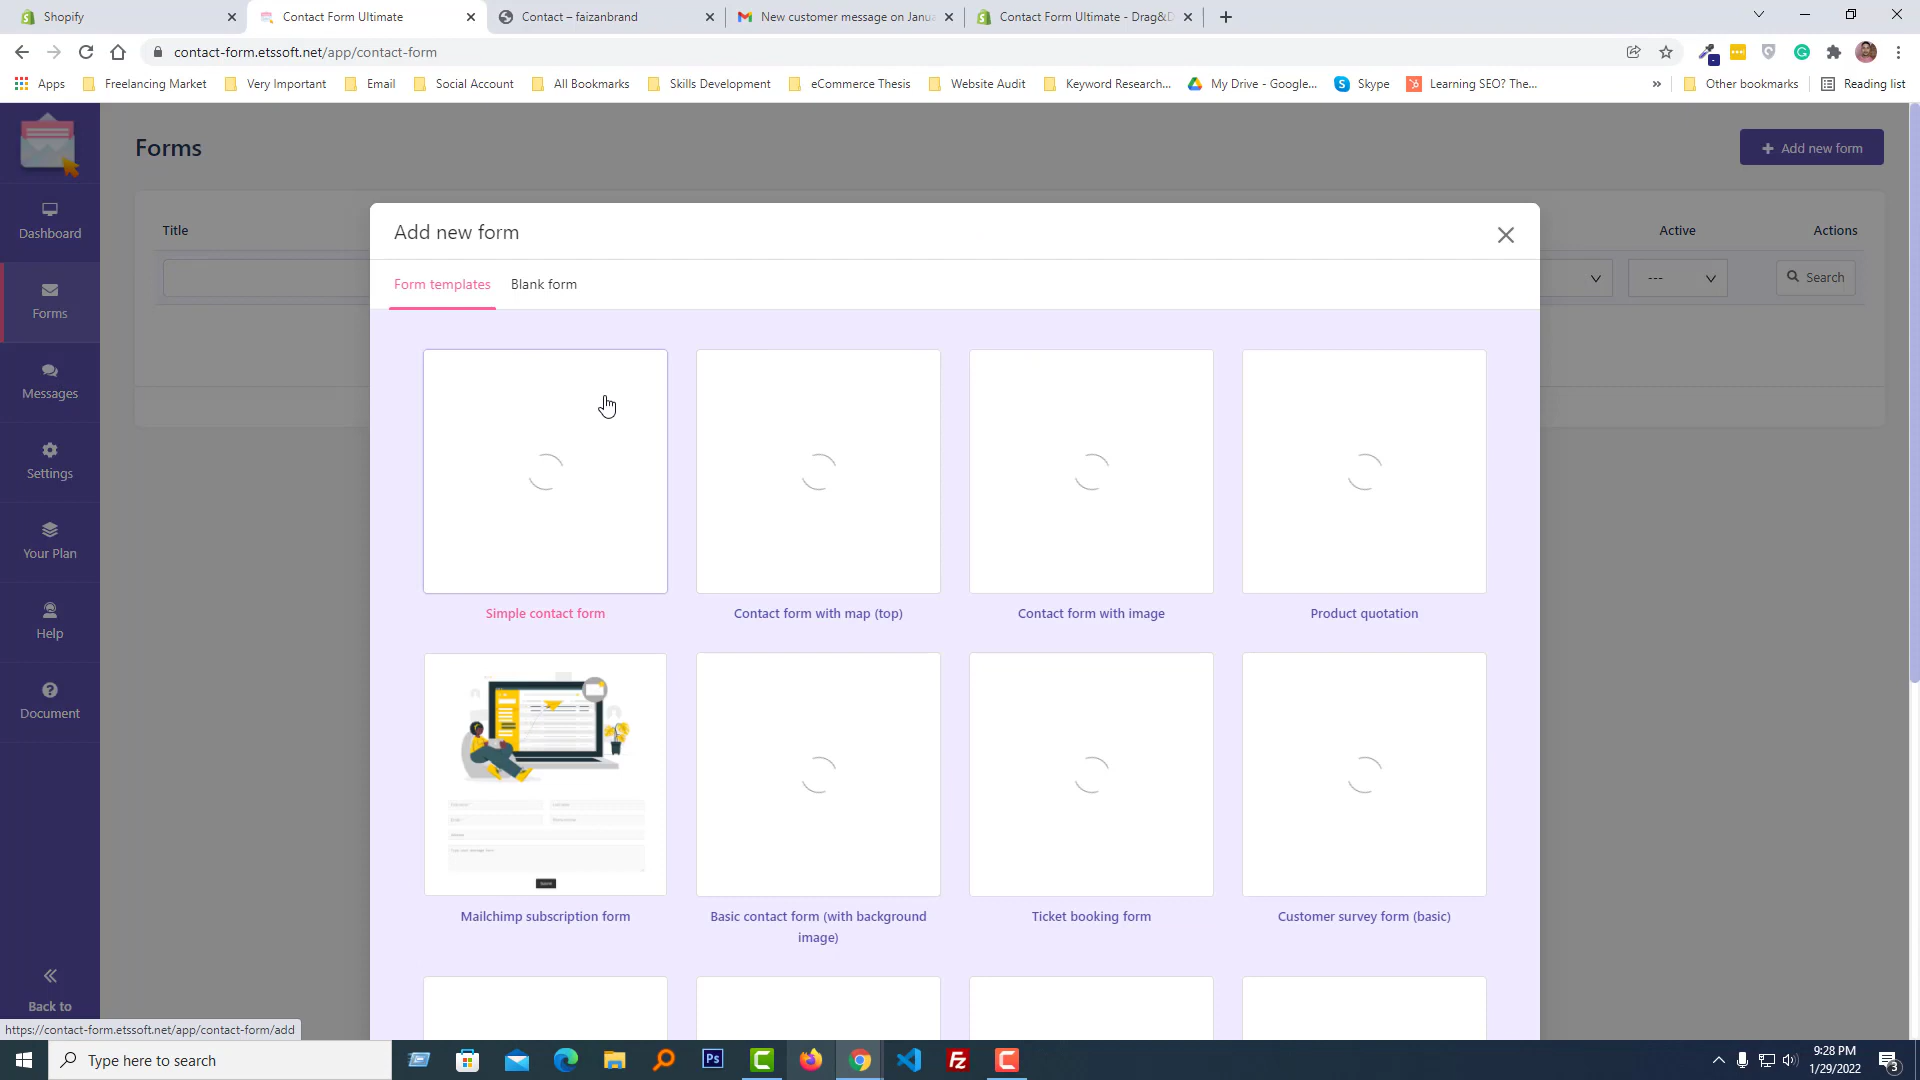 Shopify
Contact Form Ultimate
Contact – faizanbrand
New customer message on Janua
Contact Form Ultimate - Drag&D
contact-form.etssoft.net/app/contact-form
Apps
Freelancing Market
Very Important
Email
Social Account
All Bookmarks
Skills Development
eCommerce Thesis
Website Audit
Keyword Research...
My Drive - Google...
Skype
Learning SEO? The...
»
Other bookmarks
Reading list
Forms
+ Add new form
Dashboard
Forms
Messages
Settings
Your Plan
Help
Document
Back to
Title
Active
Actions
---
Search
Add new form
Form templates
Blank form
Simple contact form
Contact form with map (top)
Contact form with image
Product quotation
Mailchimp subscription form
Basic contact form (with background
image)
Ticket booking form
Customer survey form (basic)
https://contact-form.etssoft.net/app/contact-form/add
Type here to search
Ps
Fz
9:28 PM
1/29/2022
3